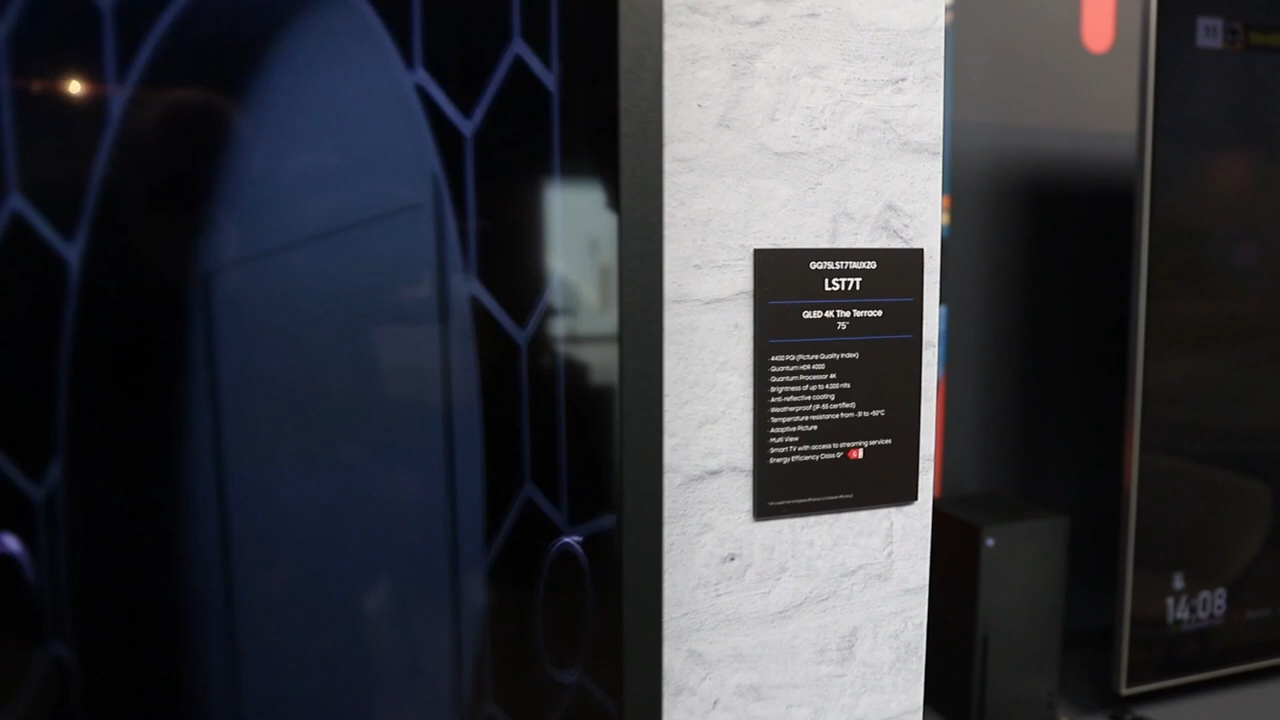 GQ75LST7TAUXZG
LST7T
QLED 4K The Terrace
75"
· 4400 PQI (Picture Quality Index)
· Quantum HDR 4000
· Quantum Processor 4K
· Brightness of up to 4.000 nits
· Anti-reflective coating
· Weatherproof (IP-55 certified)
· Temperature resistance from -31 to +50°C
· Adaptive Picture
· Multi View
· Smart TV with access to streaming services
· Energy Efficiency Class G* G
11
14:08